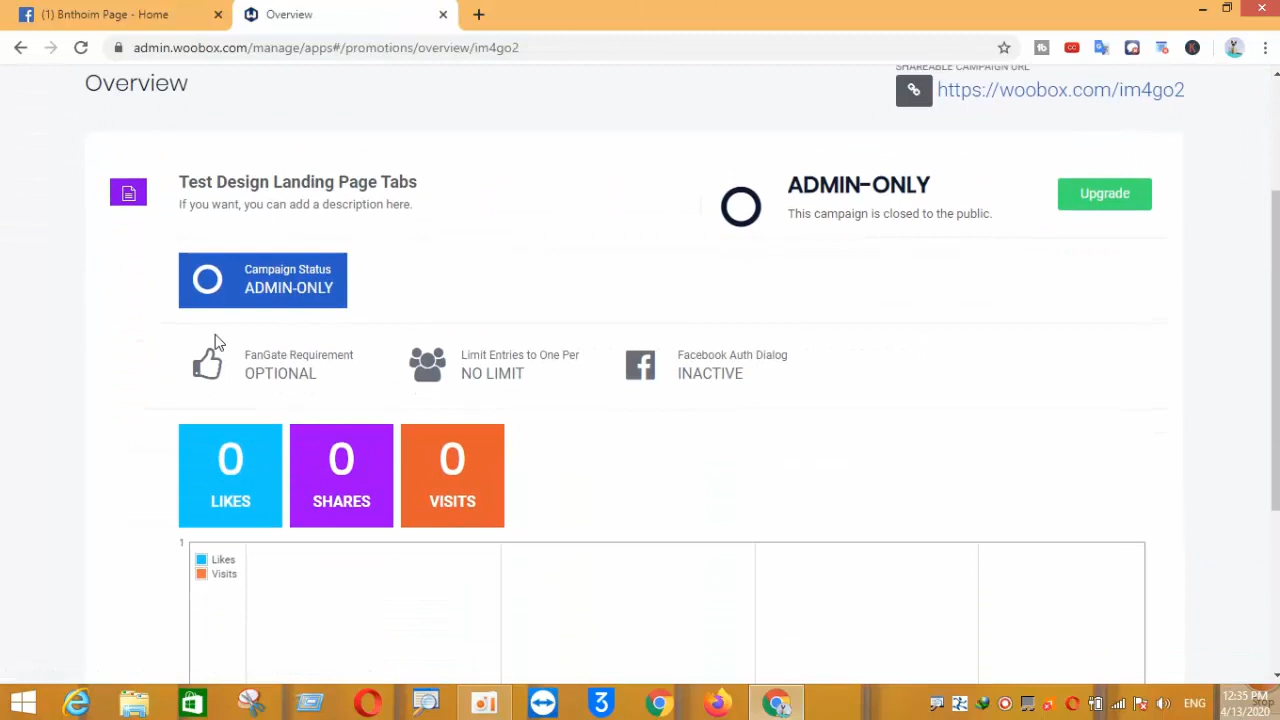 (1) Bnthoim Page - Home
Overview
admin.woobox.com/manage/apps#/promotions/overview/im4go2
Overview
SHAREABLE CAMPAIGN URL
https://woobox.com/im4go2
Test Design Landing Page Tabs
If you want, you can add a description here.
ADMIN-ONLY
This campaign is closed to the public.
Upgrade
Campaign Status
ADMIN-ONLY
FanGate Requirement
OPTIONAL
Limit Entries to One Per
NO LIMIT
Facebook Auth Dialog
INACTIVE
0
LIKES
0
SHARES
0
VISITS
1
Likes
Visits
ENG
12:35 PM
4/13/2020
Stop